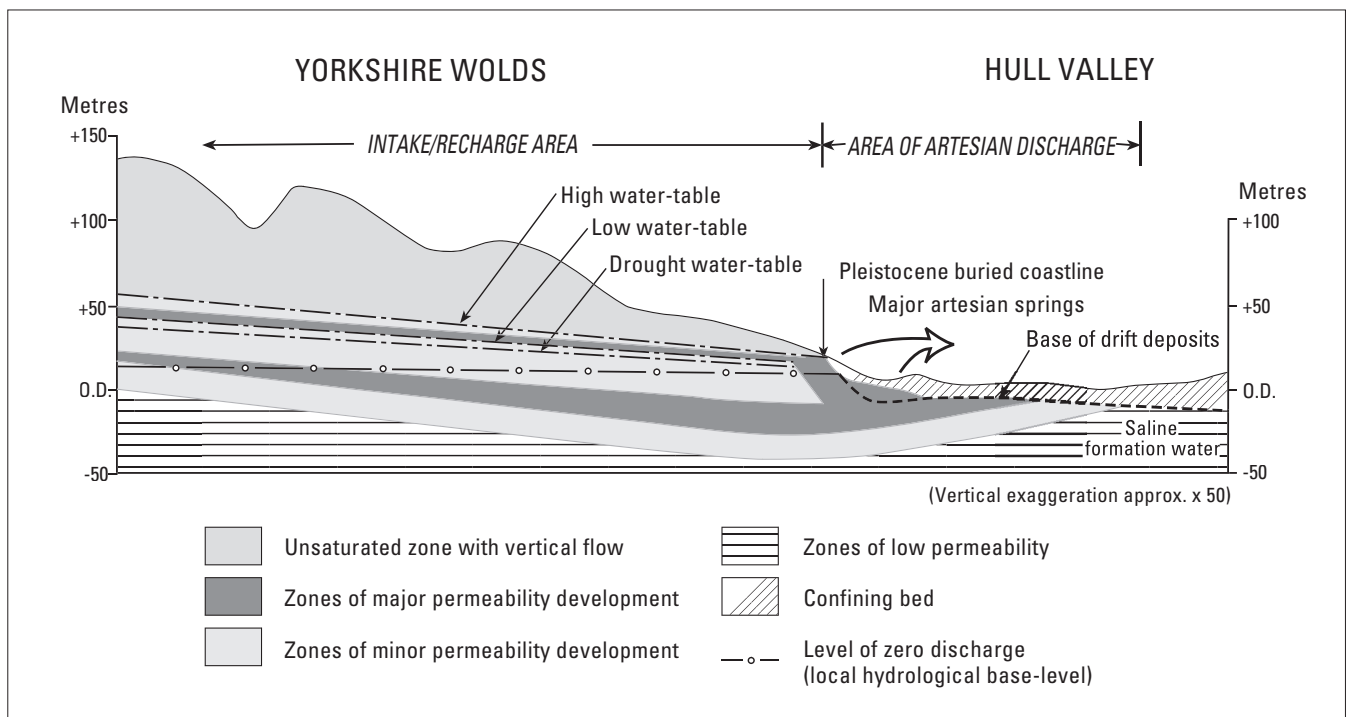 YORKSHIRE WOLDS
HULL VALLEY
Metres
+150
INTAKE/RECHARGE AREA
AREA OF ARTESIAN DISCHARGE
High water-table
Low water-table
Drought water-table
Metres
+100
+100
Pleistocene buried coastline
Major artesian springs
Base of drift deposits
+50
+50
O.D.
O.D.
Saline
formation water
-50
-50
(Vertical exaggeration approx. x 50)
Unsaturated zone with vertical flow
Zones of major permeability development
Zones of minor permeability development
Zones of low permeability
Confining bed
Level of zero discharge
(local hydrological base-level)